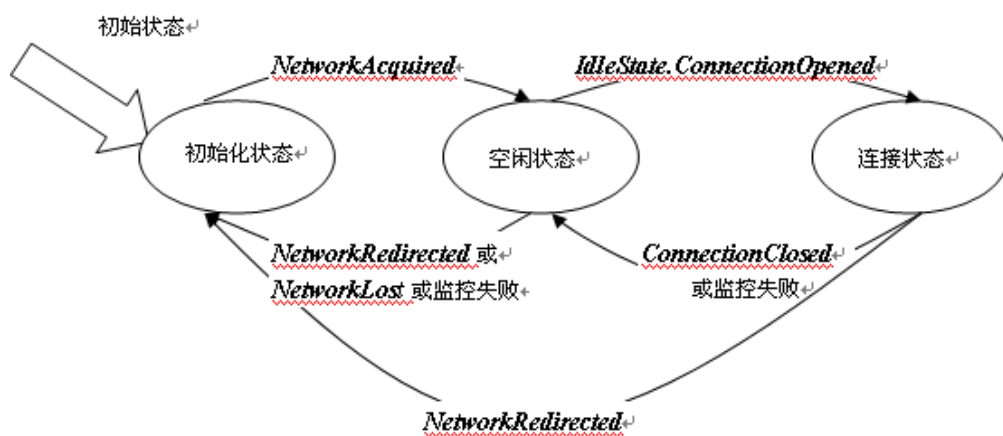 初始状态
NetworkAcquired
IdleState.ConnectionOpened
初始化状态
空闲状态
连接状态
NetworkRedirected 或
NetworkLost 或监控失败
ConnectionClosed
或监控失败
NetworkRedirected